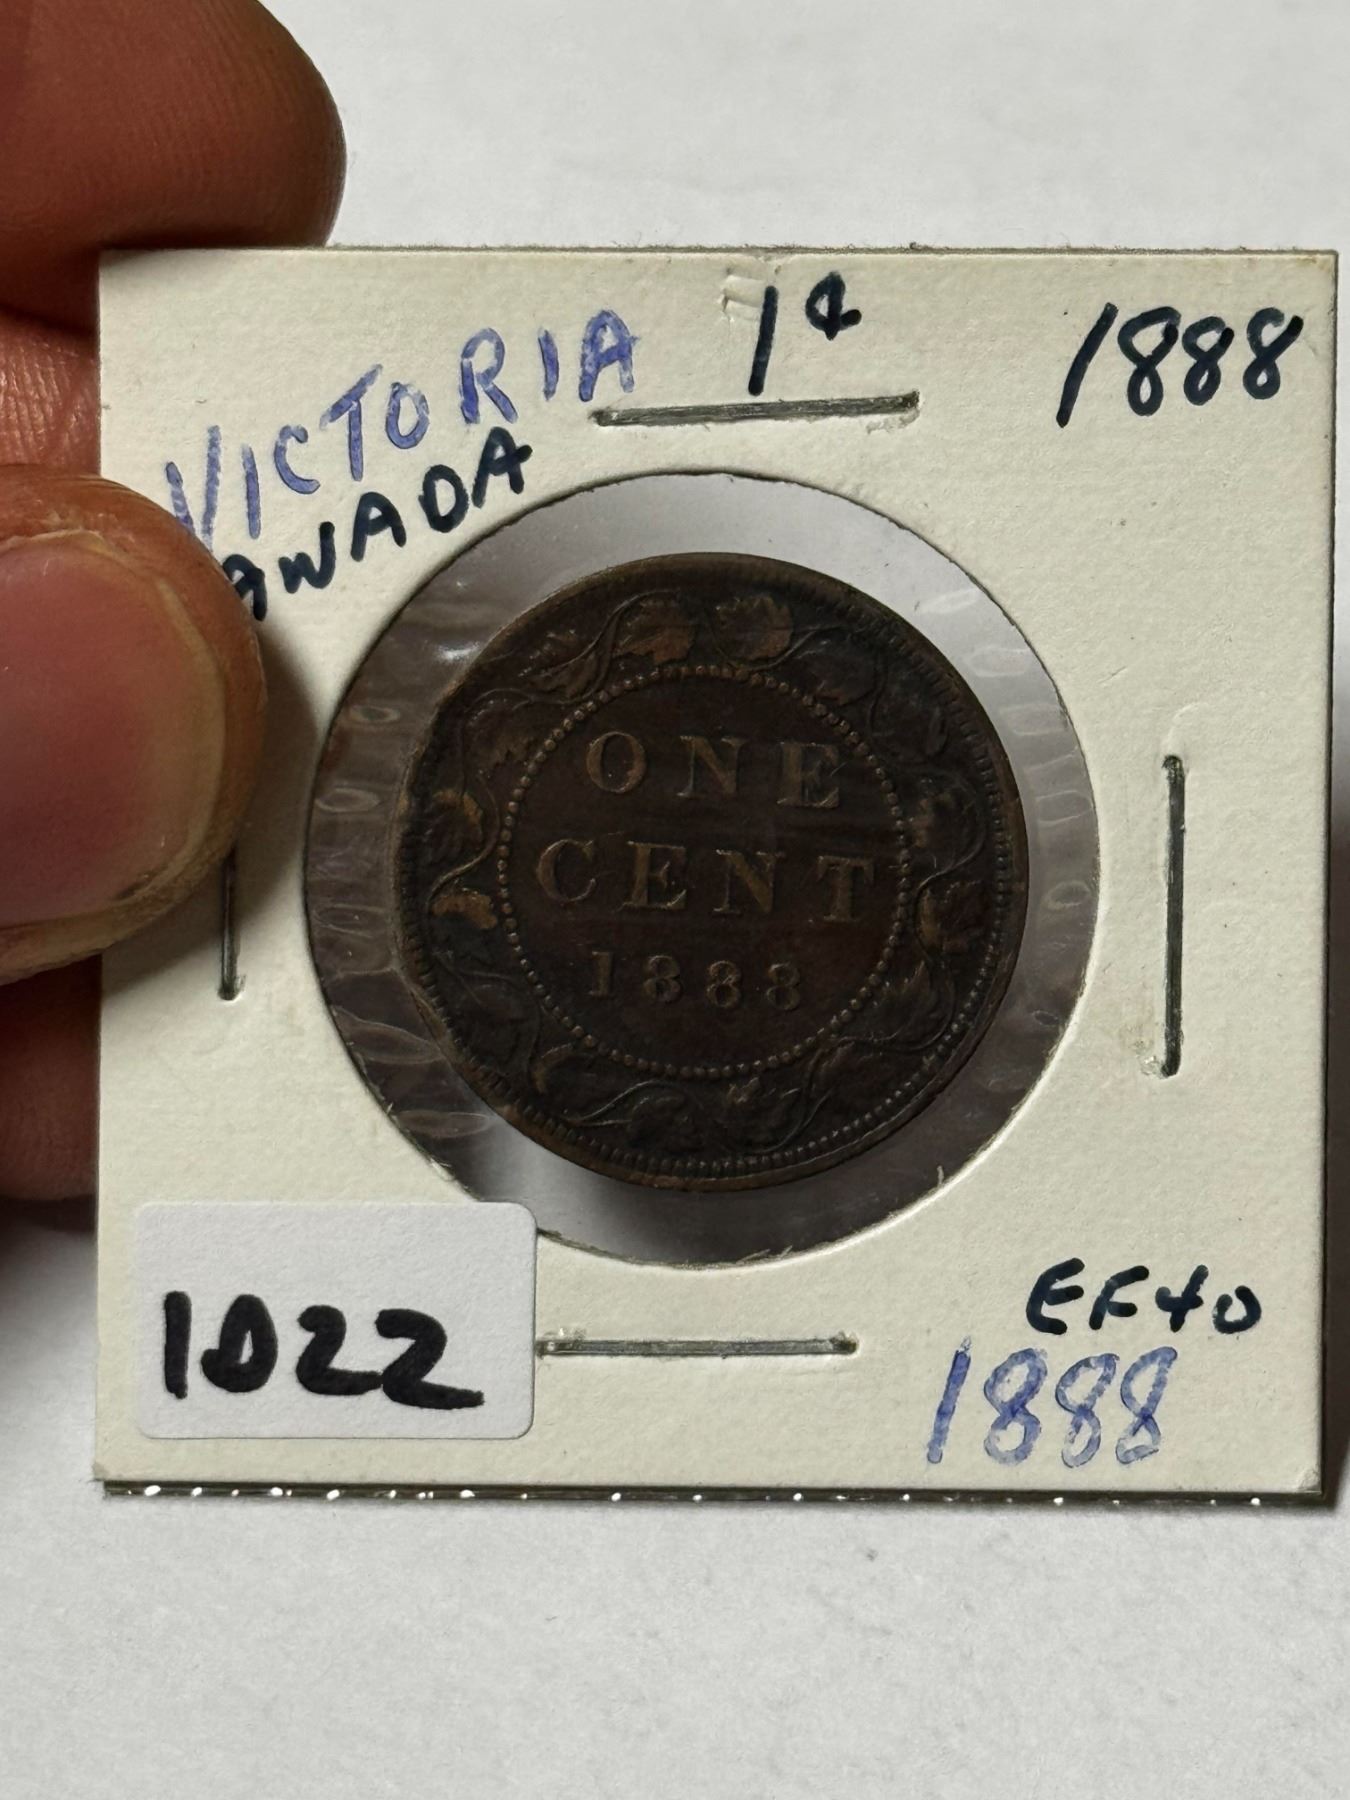 VICTORIA 1¢ 1888
ANADA
ONE
CENT
1888
1022
EF40
1888